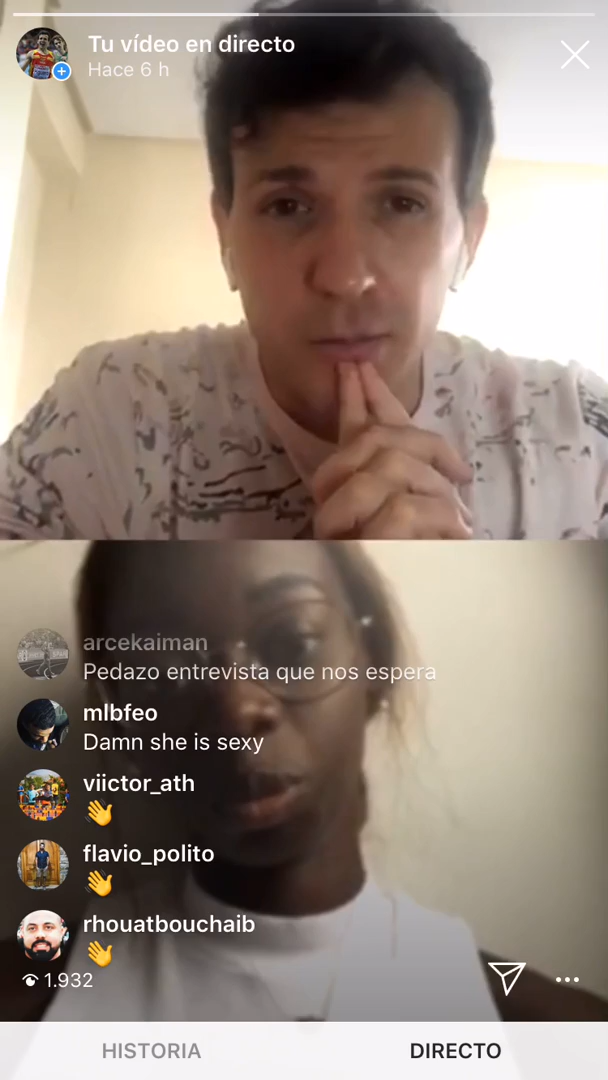 Tu vídeo en directo
Hace 6 h
arcekaiman
Pedazo entrevista que nos espera
mlbfeo
Damn she is sexy
viictor_ath
👋
flavio_polito
👋
rhouatbouchaib
👋
1.932
HISTORIA
DIRECTO